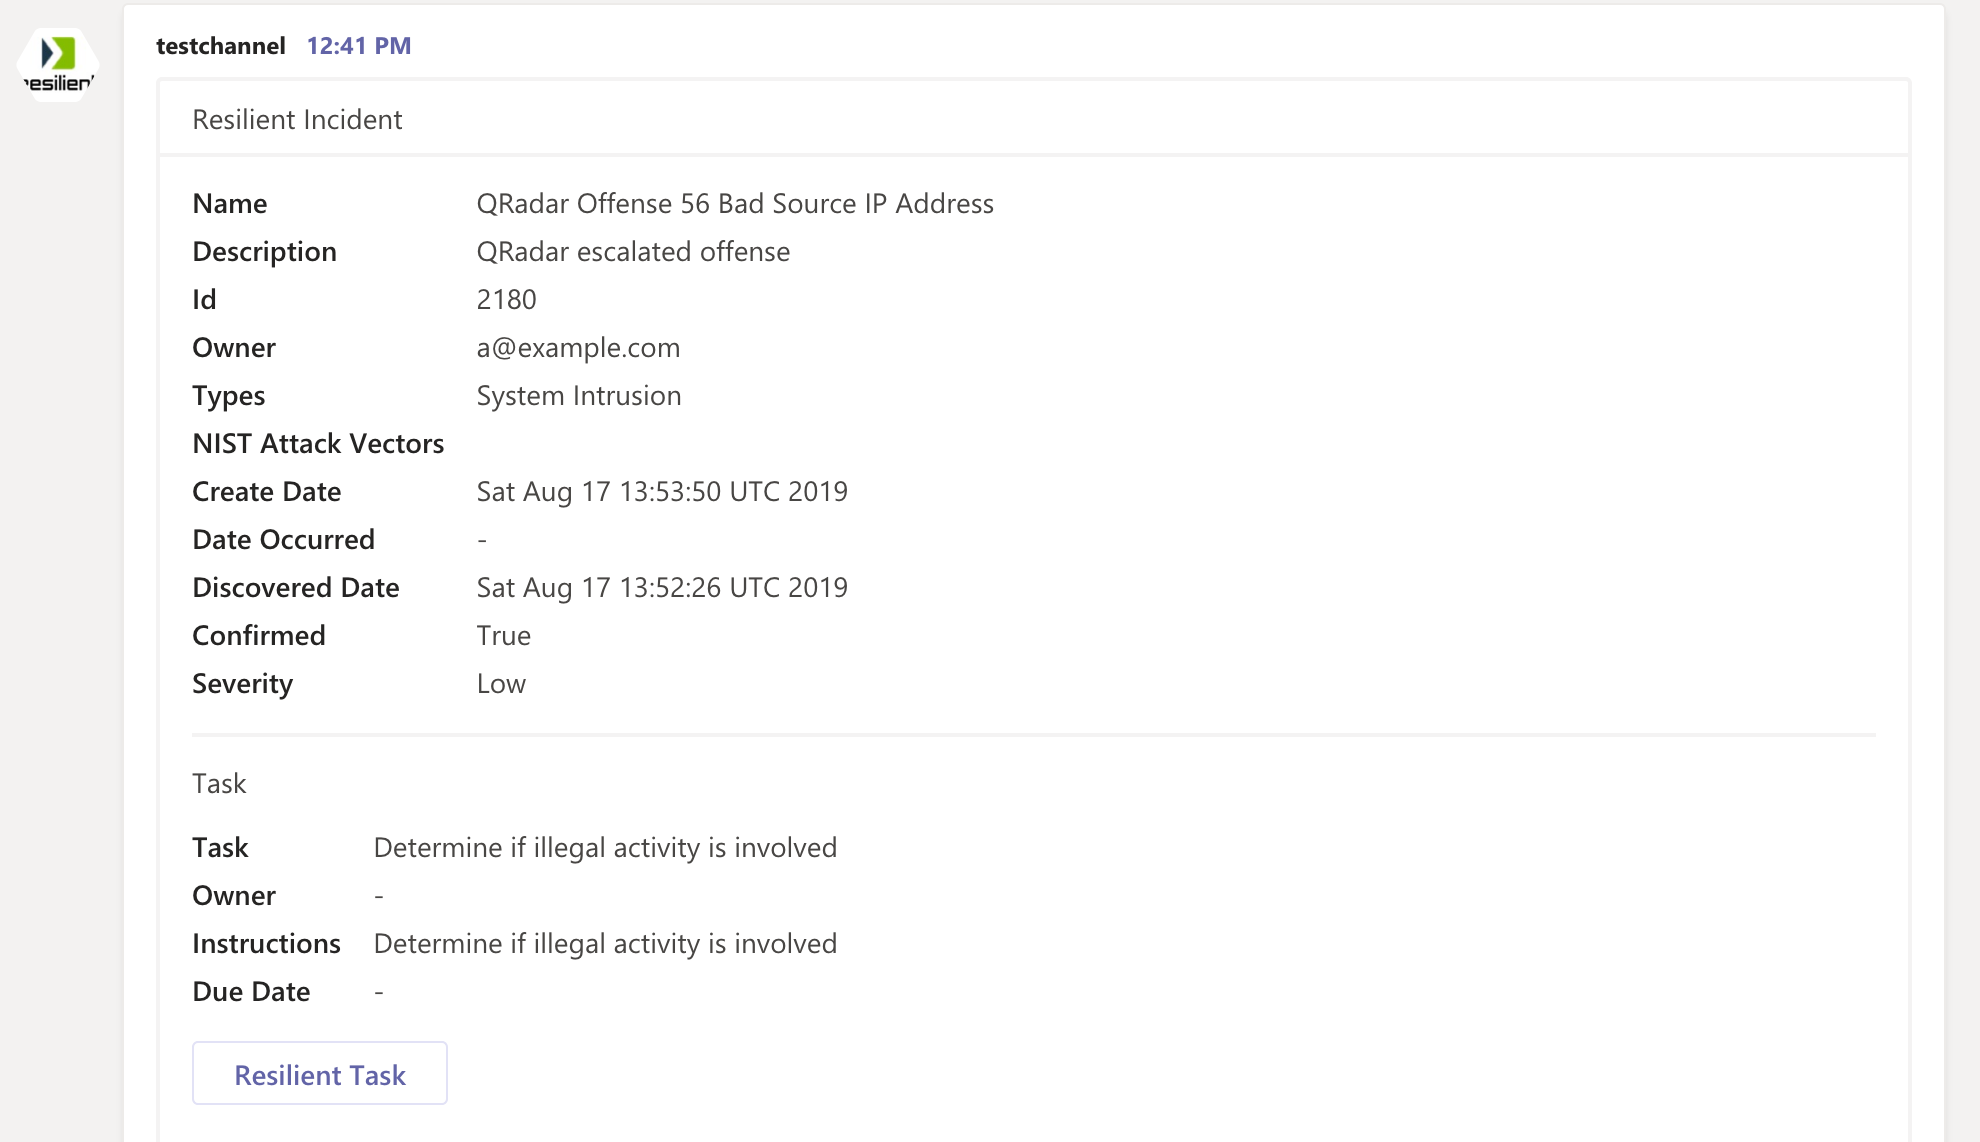 resilient
testchannel 12:41 PM
Resilient Incident
Name QRadar Offense 56 Bad Source IP Address
Description QRadar escalated offense
Id 2180
Owner a@example.com
Types System Intrusion
NIST Attack Vectors
Create Date Sat Aug 17 13:53:50 UTC 2019
Date Occurred -
Discovered Date Sat Aug 17 13:52:26 UTC 2019
Confirmed True
Severity Low
Task
Task Determine if illegal activity is involved
Owner -
Instructions Determine if illegal activity is involved
Due Date -
Resilient Task